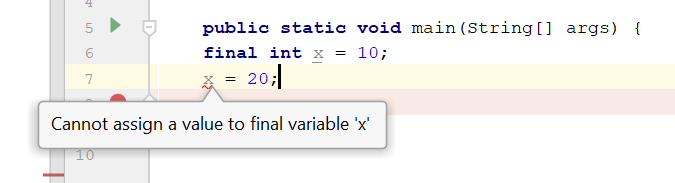 4
5 public static void main(String[] args) {
6 final int x = 10;
7 x = 20;
Cannot assign a value to final variable 'x'
10